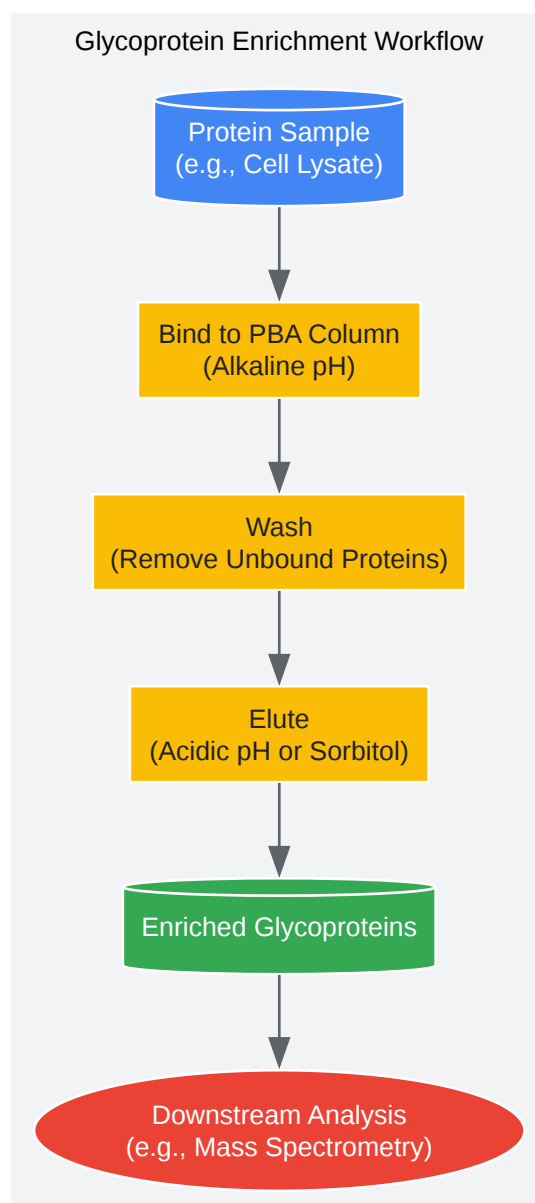 Glycoprotein Enrichment Workflow
Protein Sample
(e.g., Cell Lysate)
Bind to PBA Column
(Alkaline pH)
Wash
(Remove Unbound Proteins)
Elute
(Acidic pH or Sorbitol)
Enriched Glycoproteins
Downstream Analysis
(e.g., Mass Spectrometry)